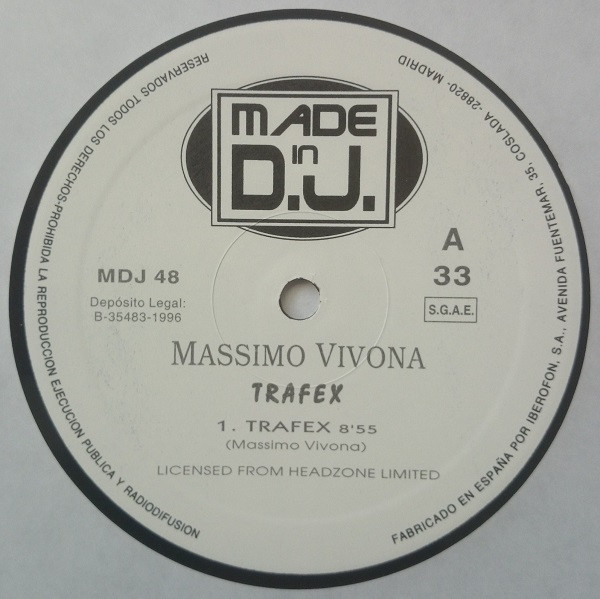 MADE
in
D.J.
A
33
S.G.A.E.
MDJ 48
Depósito Legal:
B-35483-1996
MASSIMO VIVONA
TRAFEX
1. TRAFEX 8'55
(Massimo Vivona)
LICENSED FROM HEADZONE LIMITED
RESERVADOS TODOS LOS DERECHOS-PROHIBIDA LA REPRODUCCION EJECUCION PUBLICA Y RADIODIFUSION
FABRICADO EN ESPAÑA POR IBEROFON, S.A., AVENIDA FUENTEMAR, 35, COSLADA -28820- MADRID